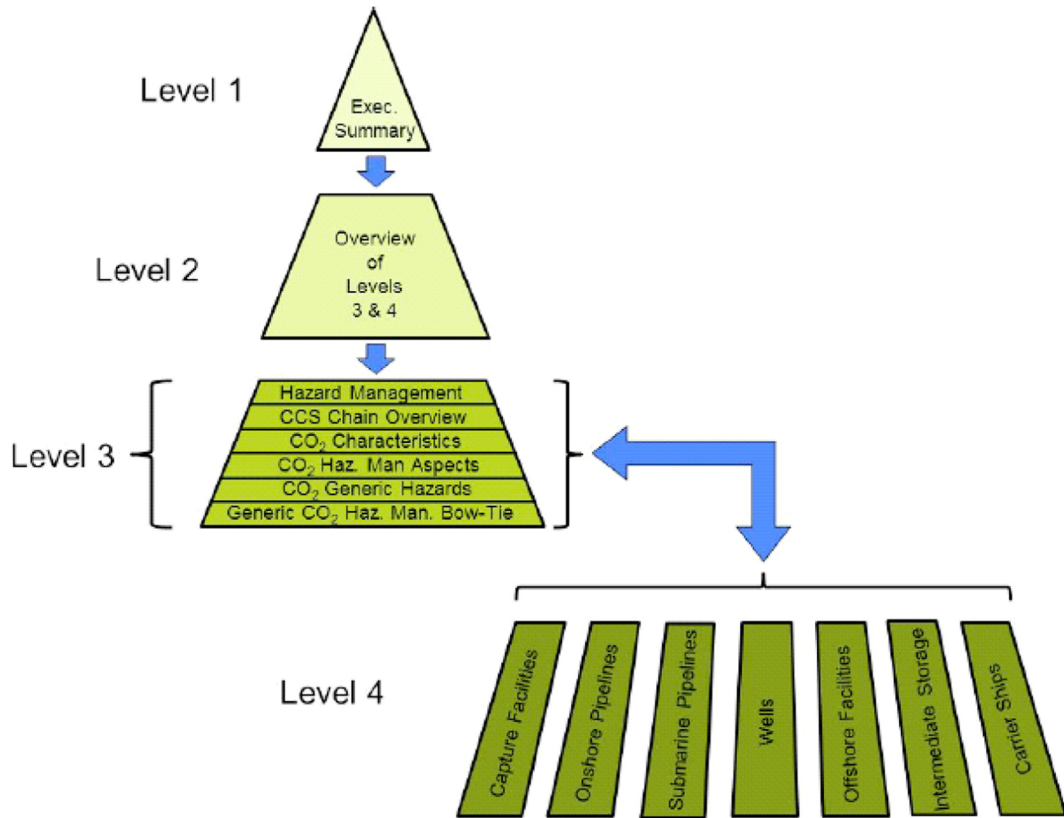 Level 1
Exec.
Summary
Level 2
Overview
of
Levels
3 & 4
Level 3
Hazard Management
CCS Chain Overview
CO₂ Characteristics
CO₂ Haz. Man Aspects
CO₂ Generic Hazards
Generic CO₂ Haz. Man. Bow-Tie
Level 4
Capture Facilities
Onshore Pipelines
Submarine Pipelines
Wells
Offshore Facilities
Intermediate Storage
Carrier Ships